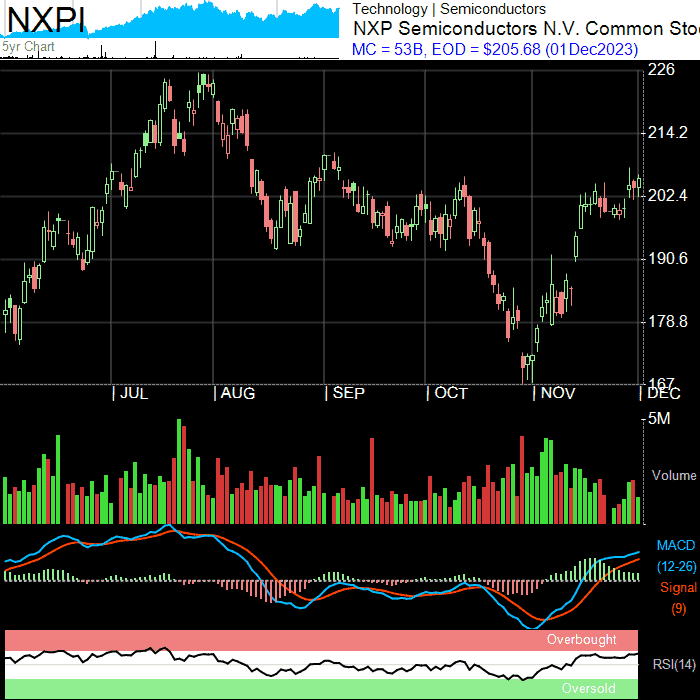 NXPI
5yr Chart
Technology | Semiconductors
NXP Semiconductors N.V. Common Sto
MC = 53B, EOD = $205.68 (01Dec2023)
226
214.2
202.4
190.6
178.8
167
JUL AUG SEP OCT NOV DEC
5M
Volume
MACD
(12-26)
Signal
(9)
Overbought
RSI(14)
Oversold